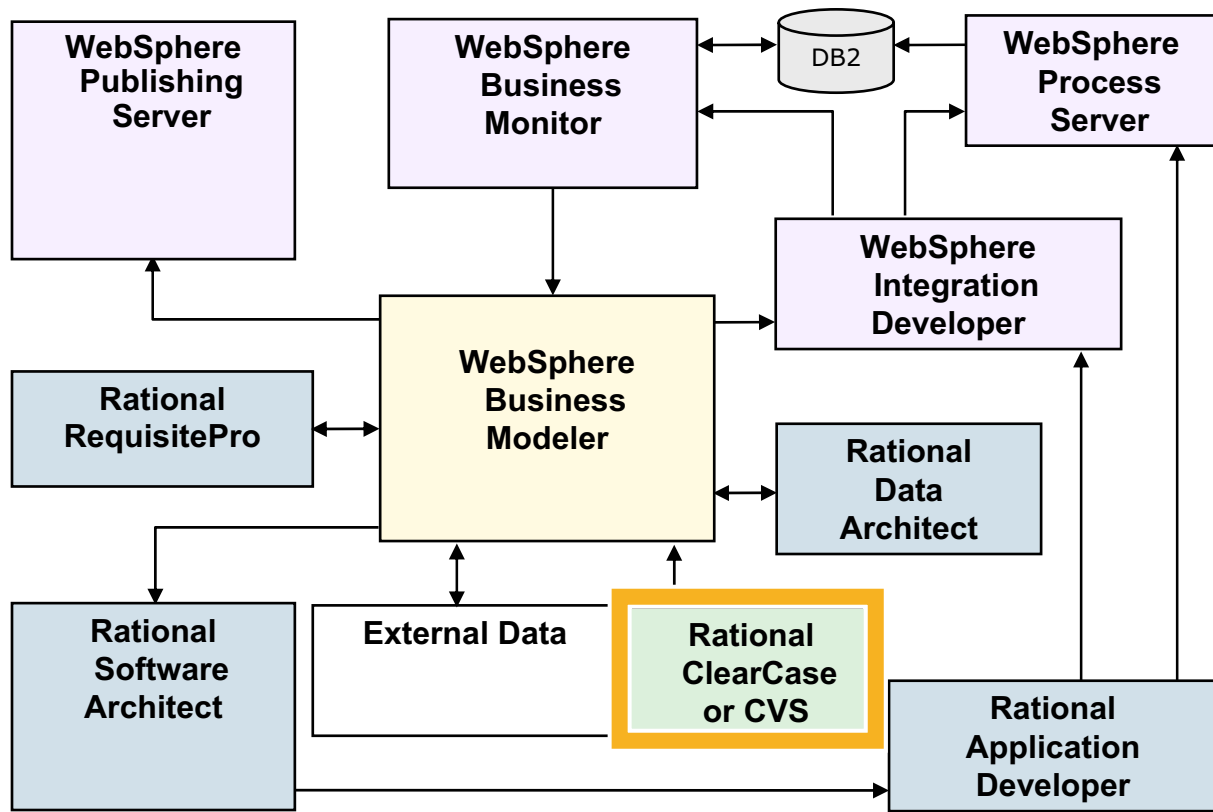 WebSphere
Publishing
Server
WebSphere
Business
Monitor
DB2
WebSphere
Process
Server
WebSphere
Integration
Developer
WebSphere
Business
Modeler
Rational
RequisitePro
Rational
Data
Architect
Rational
Software
Architect
External Data
Rational
ClearCase
or CVS
Rational
Application
Developer